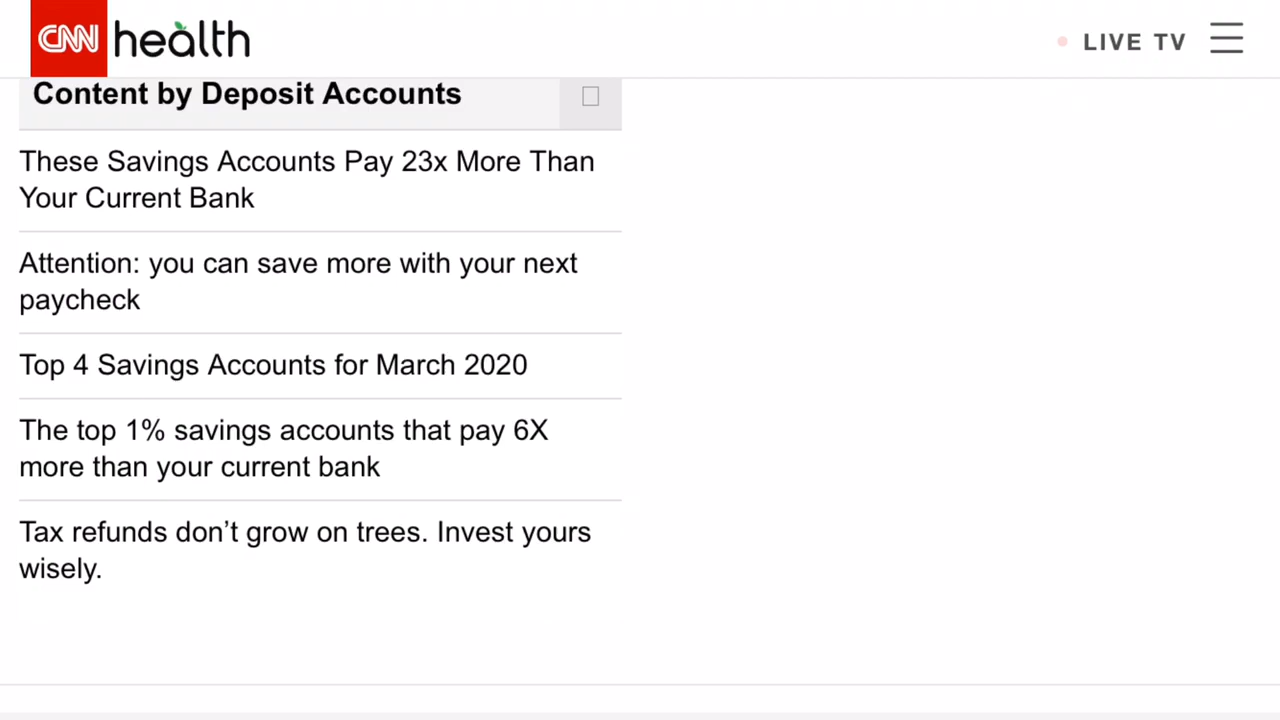 CNN health
LIVE TV
Content by Deposit Accounts
These Savings Accounts Pay 23x More Than
Your Current Bank
Attention: you can save more with your next
paycheck
Top 4 Savings Accounts for March 2020
The top 1% savings accounts that pay 6X
more than your current bank
Tax refunds don’t grow on trees. Invest yours
wisely.